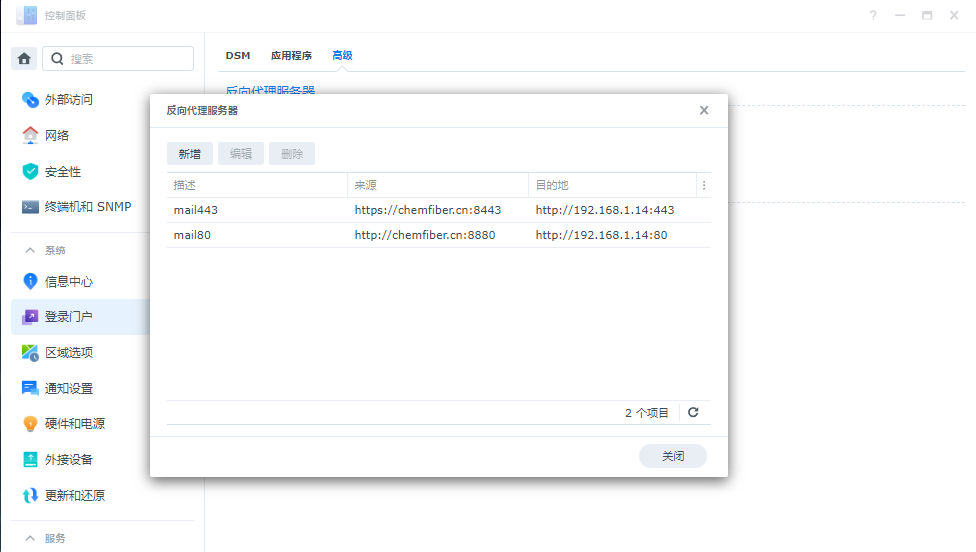 控制面板
搜索
DSM 应用程序 高级
反向代理服务器
外部访问
网络
安全性
终端机和 SNMP
系统
信息中心
登录门户
区域选项
通知设置
硬件和电源
外接设备
更新和还原
服务
反向代理服务器
新增 编辑 删除
描述 来源 目的地
mail443 https://chemfiber.cn:8443 http://192.168.1.14:443
mail80 http://chemfiber.cn:8880 http://192.168.1.14:80
2 个项目
关闭